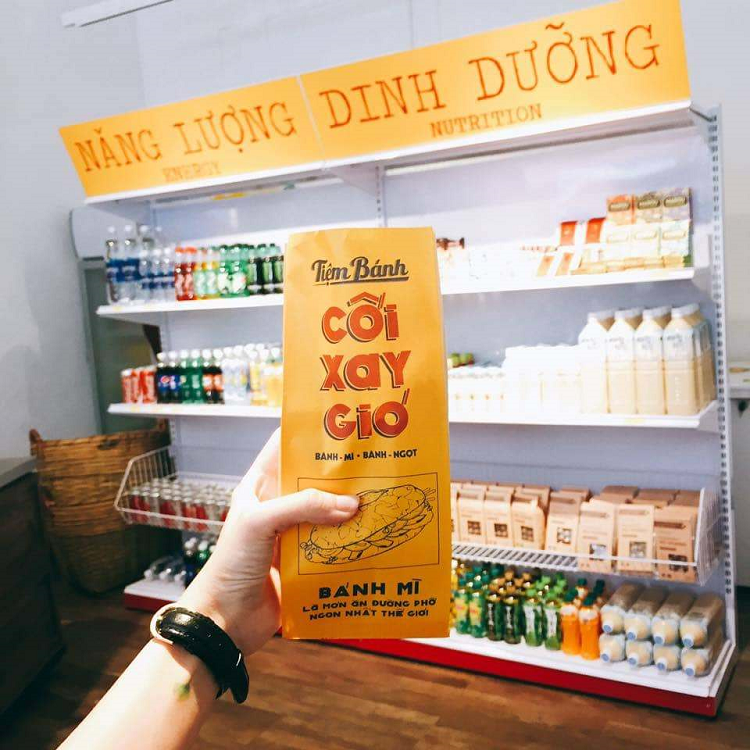 NĂNG LƯỢNG
ENERGY
DINH DƯỠNG
NUTRITION
Tiệm Bánh
CỐI
XAY
GIÓ
BÁNH - MÌ • BÁNH - NGỌT
BÁNH MÌ
LÀ MÓN ĂN ĐƯỜNG PHỐ
NGON NHẤT THẾ GIỚI